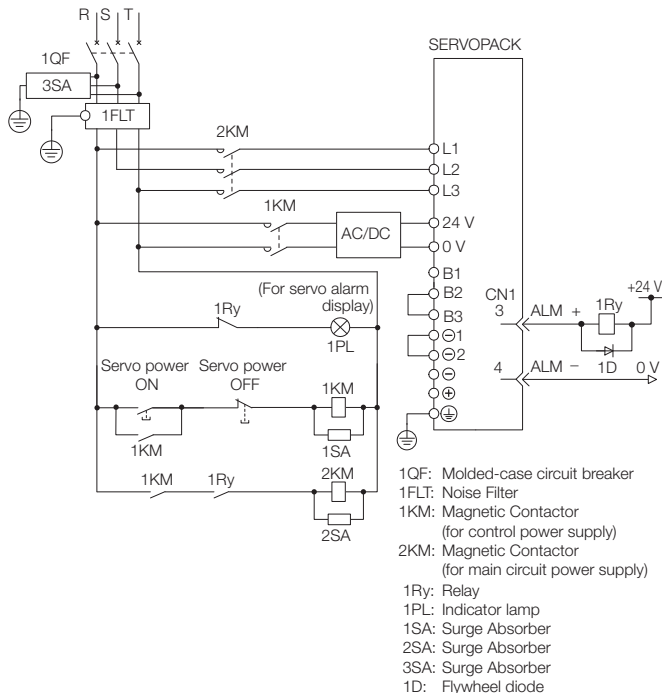 R S T
SERVOPACK
1QF
3SA
1FLT
2KM
L1
L2
L3
1KM
24 V
AC/DC
0 V
B1
(For servo alarm
display)
B2
CN1
+24 V
B3
3
ALM +
1Ry
1Ry
1PL
⊖1
⊖2
1D
Servo power
ON
Servo power
OFF
⊖
4
ALM −
0 V
1KM
⊕
1KM
1SA
1KM
1Ry
2KM
2SA
1QF: Molded-case circuit breaker
1FLT: Noise Filter
1KM: Magnetic Contactor
(for control power supply)
2KM: Magnetic Contactor
(for main circuit power supply)
1Ry: Relay
1PL: Indicator lamp
1SA: Surge Absorber
2SA: Surge Absorber
3SA: Surge Absorber
1D: Flywheel diode